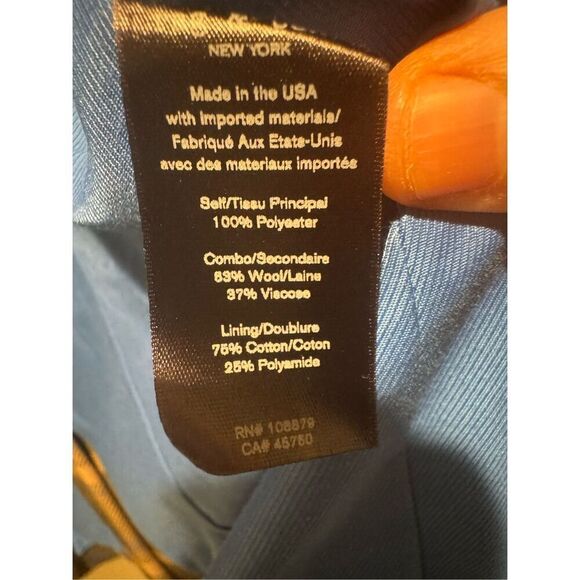 NEW YORK
Made in the USA
with imported materials/
Fabriqué Aux Etats-Unis
avec des materiaux importés
Self/Tissu Principal
100% Polyester
Combo/Secondaire
63% Wool/Laine
37% Viscose
Lining/Doublure
75% Cotton/Coton
25% Polyamide
RN# 108879
CA# 45750